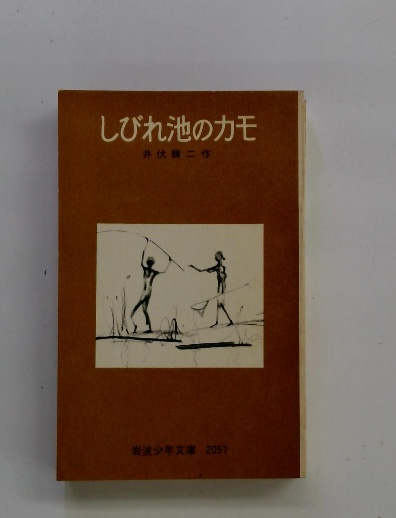 しびれ池のカモ
井伏鱒二作
岩波少年文庫 2057